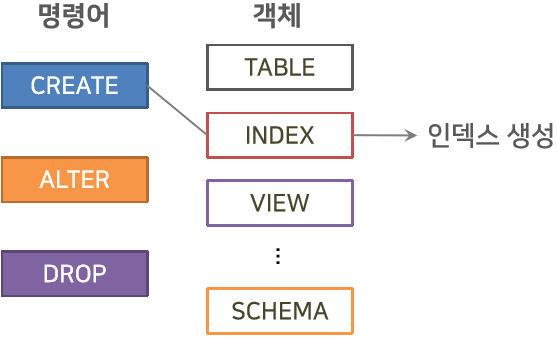 명령어 객체
TABLE
CREATE
INDEX
인덱스 생성
ALTER
VIEW
⋮
DROP
SCHEMA